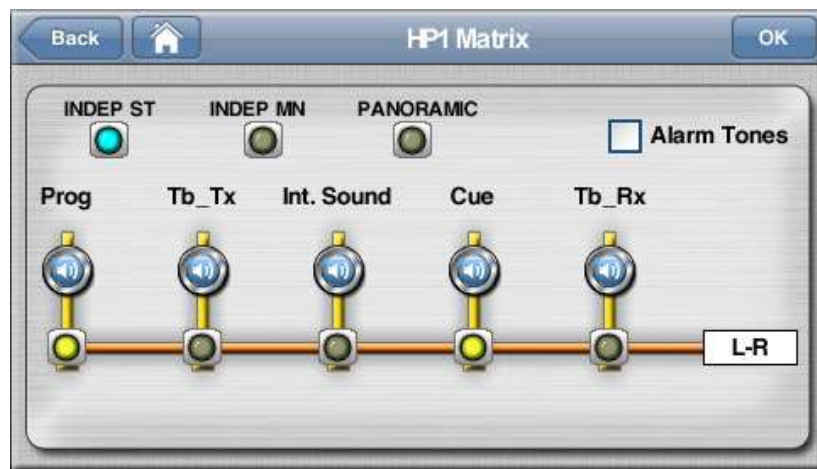 Back
HP1 Matrix
OK
INDEP ST INDEP MN PANORAMIC
Alarm Tones
Prog Tb_Tx Int. Sound Cue Tb_Rx
L-R